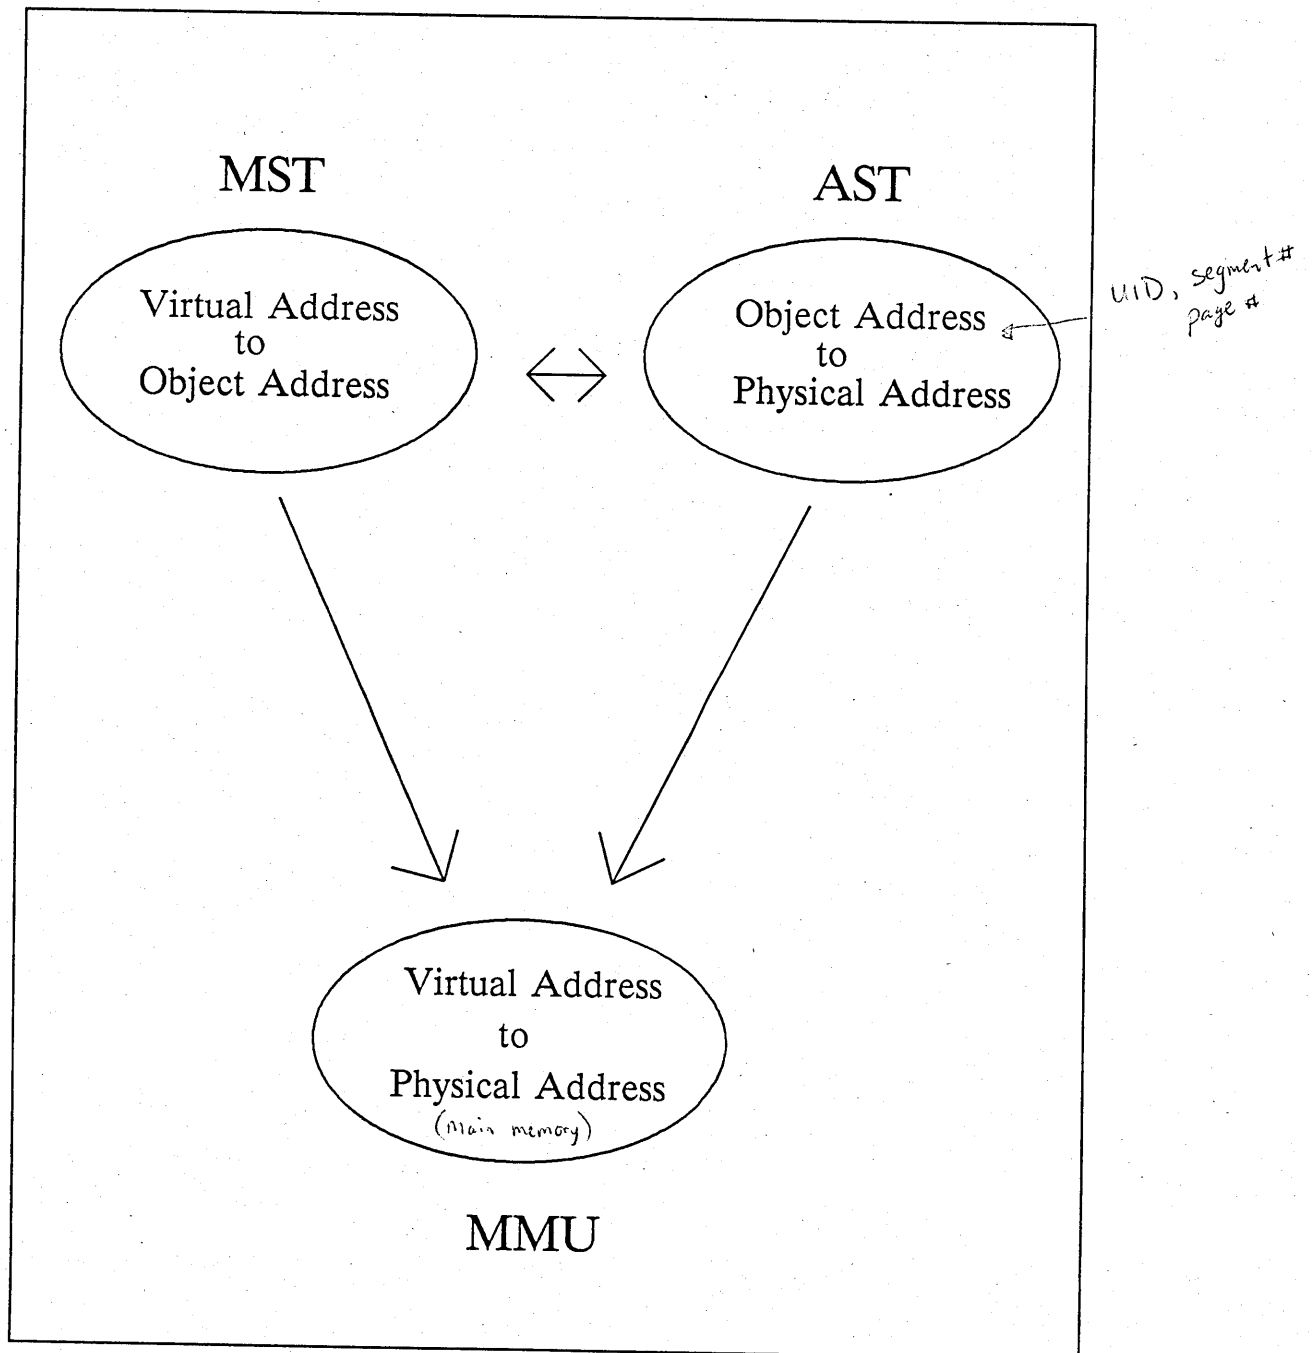 MST
Virtual Address
to
Object Address
AST
Object Address
to
Physical Address
UID, segment #
page #
Virtual Address
to
Physical Address
(main memory)
MMU